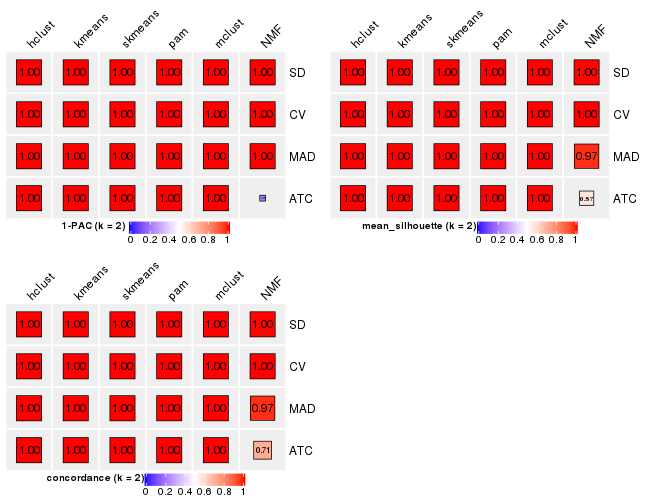 hclust kmeans skmeans pam mclust NMF
1.00 1.00 1.00 1.00 1.00 1.00 SD
1.00 1.00 1.00 1.00 1.00 1.00 CV
1.00 1.00 1.00 1.00 1.00 1.00 MAD
1.00 1.00 1.00 1.00 1.00 ATC
1-PAC (k = 2)
0 0.2 0.4 0.6 0.8 1
hclust kmeans skmeans pam mclust NMF
1.00 1.00 1.00 1.00 1.00 1.00 SD
1.00 1.00 1.00 1.00 1.00 1.00 CV
1.00 1.00 1.00 1.00 1.00 0.97 MAD
1.00 1.00 1.00 1.00 1.00 0.57 ATC
mean_silhouette (k = 2)
0 0.2 0.4 0.6 0.8 1
hclust kmeans skmeans pam mclust NMF
1.00 1.00 1.00 1.00 1.00 1.00 SD
1.00 1.00 1.00 1.00 1.00 1.00 CV
1.00 1.00 1.00 1.00 1.00 0.97 MAD
1.00 1.00 1.00 1.00 1.00 0.71 ATC
concordance (k = 2)
0 0.2 0.4 0.6 0.8 1